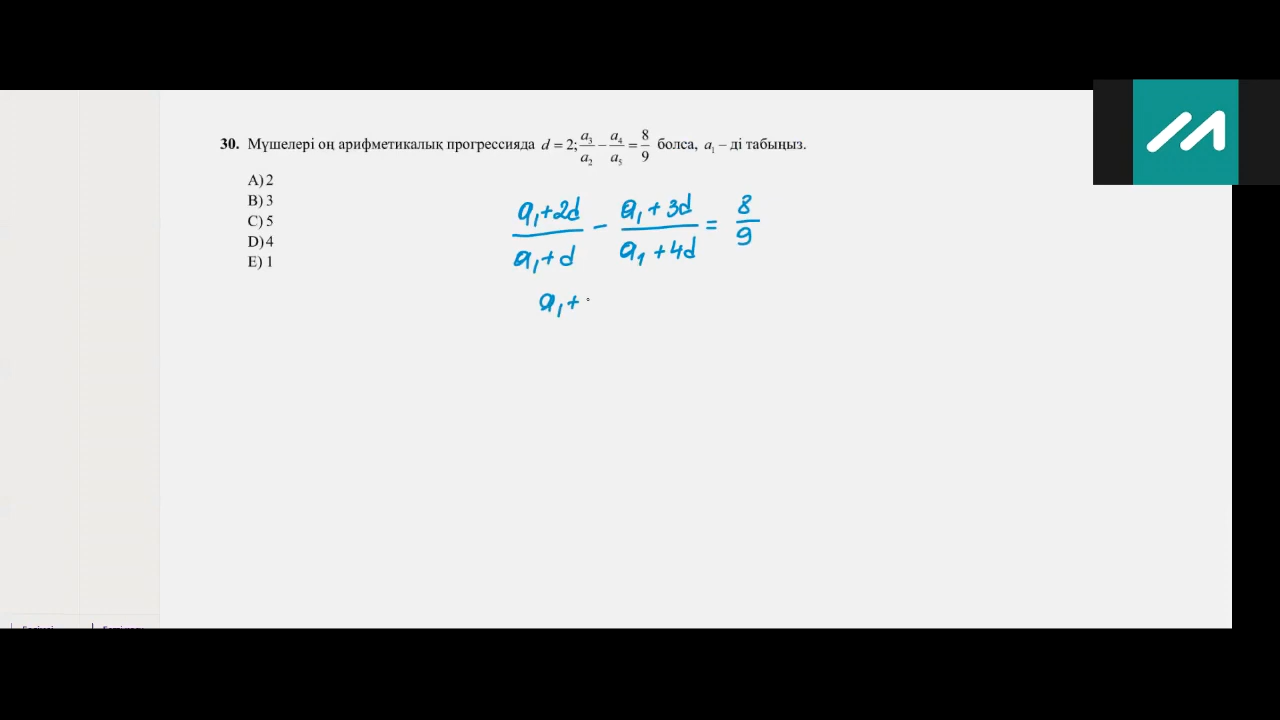 30. Мүшелері оң арифметикалық прогрессияда d = 2; a₃/a₂ − a₄/a₅ = 8/9 болса, a₁ – ді табыңыз.
A) 2
B) 3
C) 5
D) 4
E) 1
(a₁+2d)/(a₁+d) − (a₁+3d)/(a₁+4d) = 8/9
a₁+